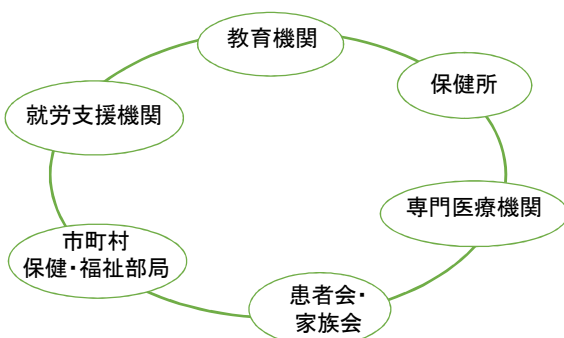 教育機関
保健所
就労支援機関
専門医療機関
市町村
保健・福祉部局
患者会・
家族会